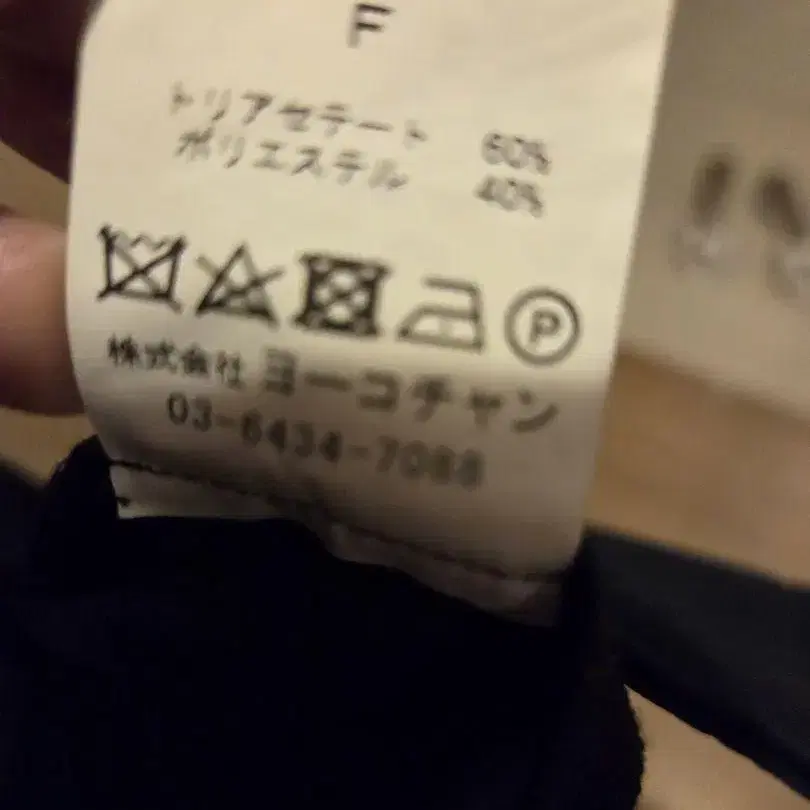 F
トリアセテート 60%
ポリエステル 40%
P
株式会社 ヨーコチャン
03-6434-7088